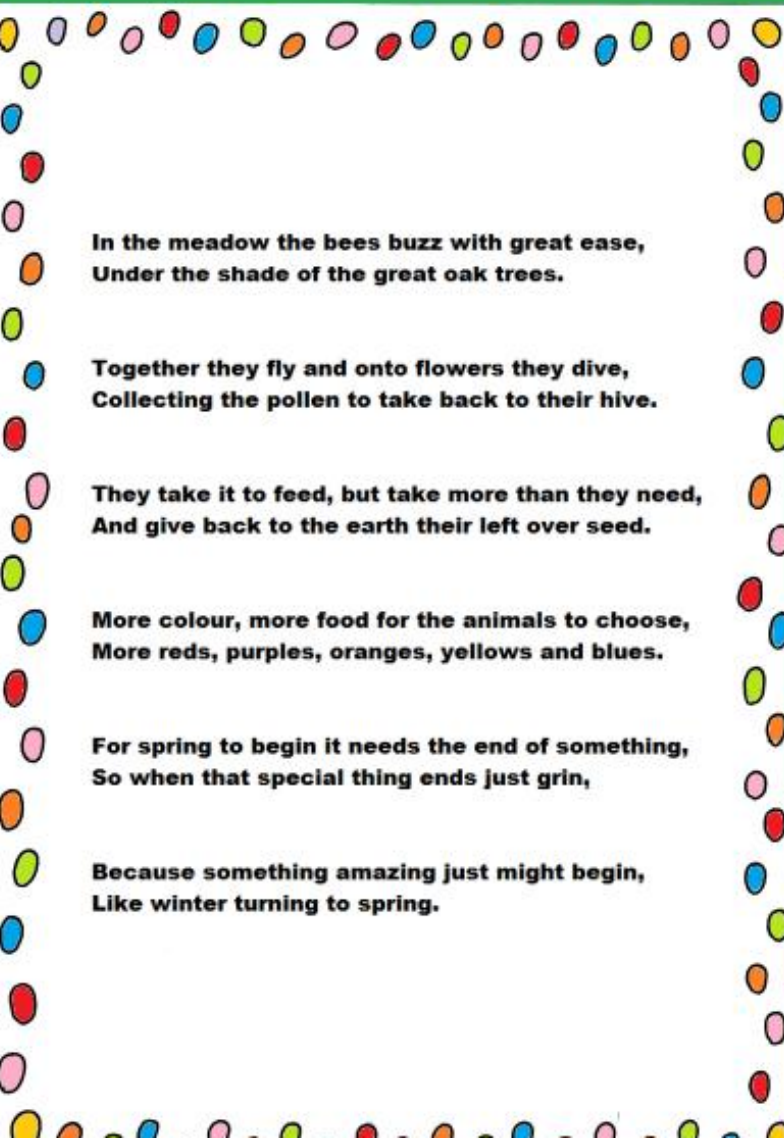 In the meadow the bees buzz with great ease,
Under the shade of the great oak trees.
Together they fly and onto flowers they dive,
Collecting the pollen to take back to their hive.
They take it to feed, but take more than they need,
And give back to the earth their left over seed.
More colour, more food for the animals to choose,
More reds, purples, oranges, yellows and blues.
For spring to begin it needs the end of something,
So when that special thing ends just grin,
Because something amazing just might begin,
Like winter turning to spring.